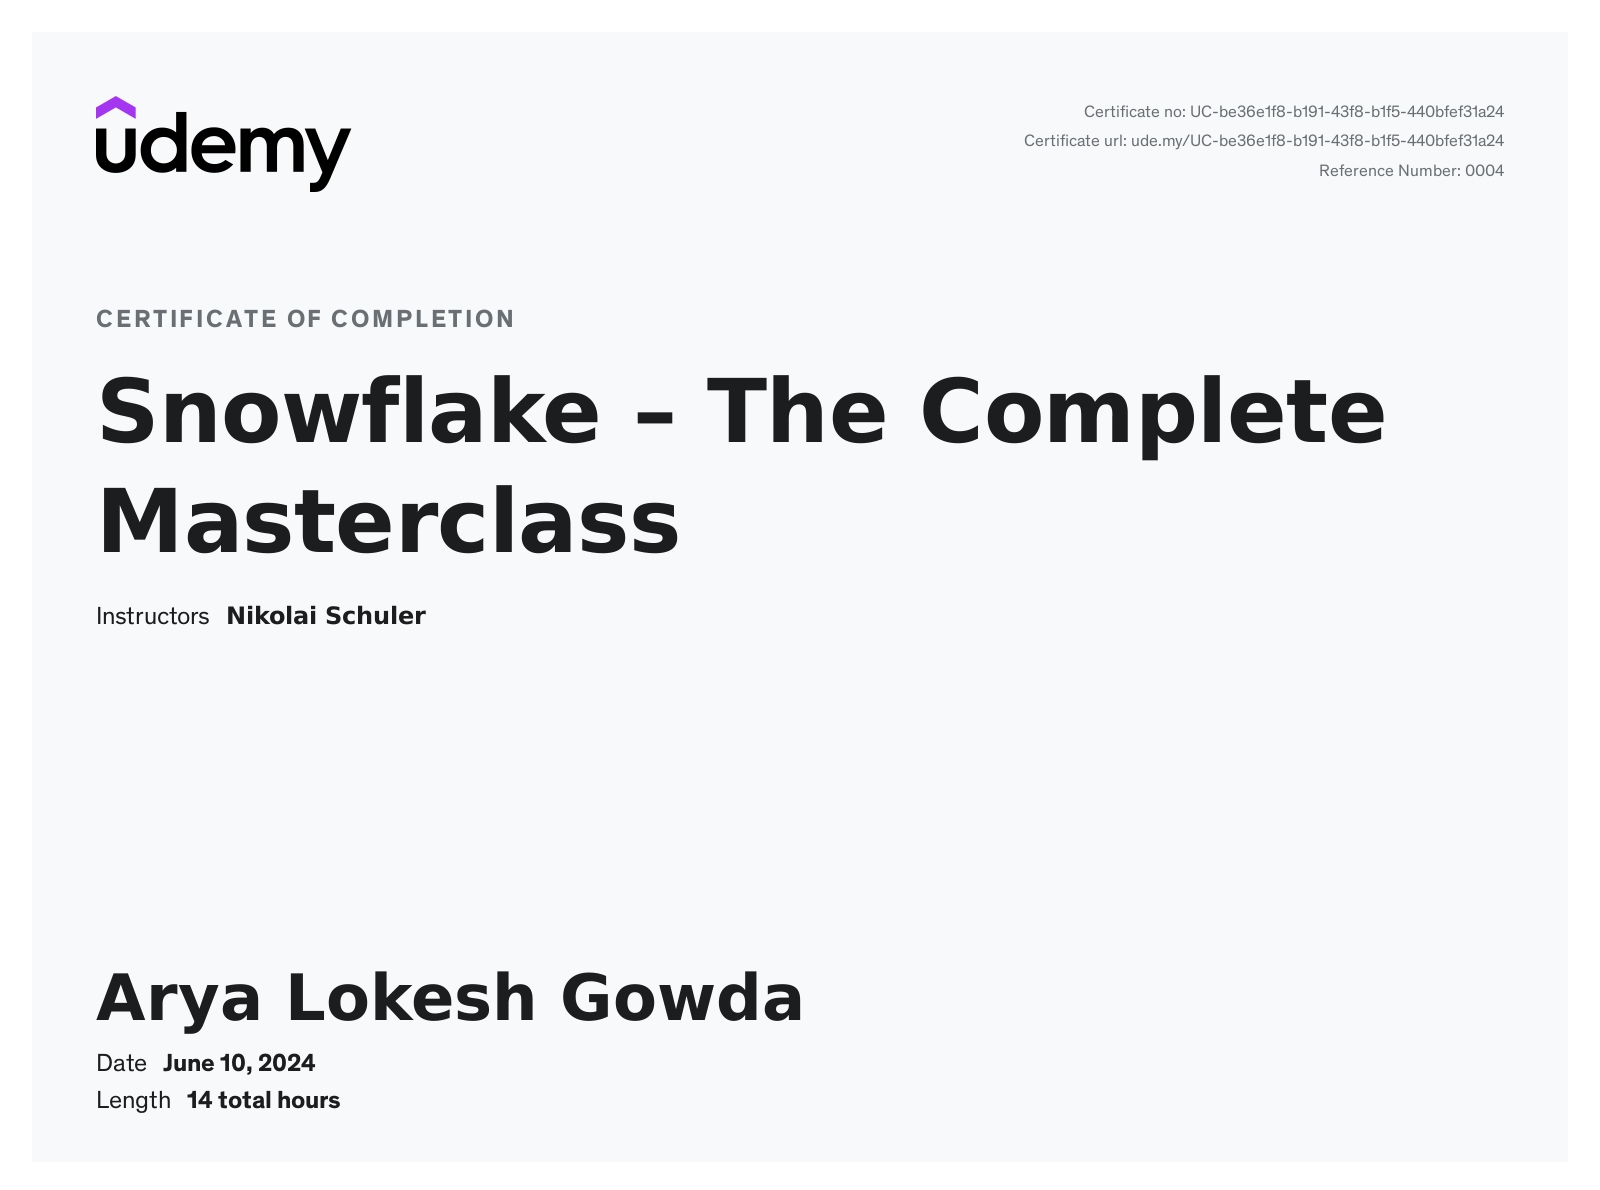 udemy
Certificate no: UC-be36e1f8-b191-43f8-b1f5-440bfef31a24
Certificate url: ude.my/UC-be36e1f8-b191-43f8-b1f5-440bfef31a24
Reference Number: 0004
CERTIFICATE OF COMPLETION
Snowflake – The Complete
Masterclass
Instructors Nikolai Schuler
Arya Lokesh Gowda
Date June 10, 2024
Length 14 total hours